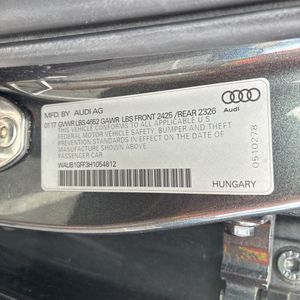 MFD. BY AUDI AG
01 17 GVWR LBS 4652 GAWR LBS FRONT 2425 /REAR 2326
THIS VEHICLE CONFORMS TO ALL APPLICABLE U.S.
FEDERAL MOTOR VEHICLE SAFETY, BUMPER AND THEFT
PREVENTION STANDARDS IN EFFECT ON THE DATE OF
MANUFACTURE SHOWN ABOVE
PASSENGER CAR
WAUB1GFF3H1054812
HUNGARY
Audi
0510278